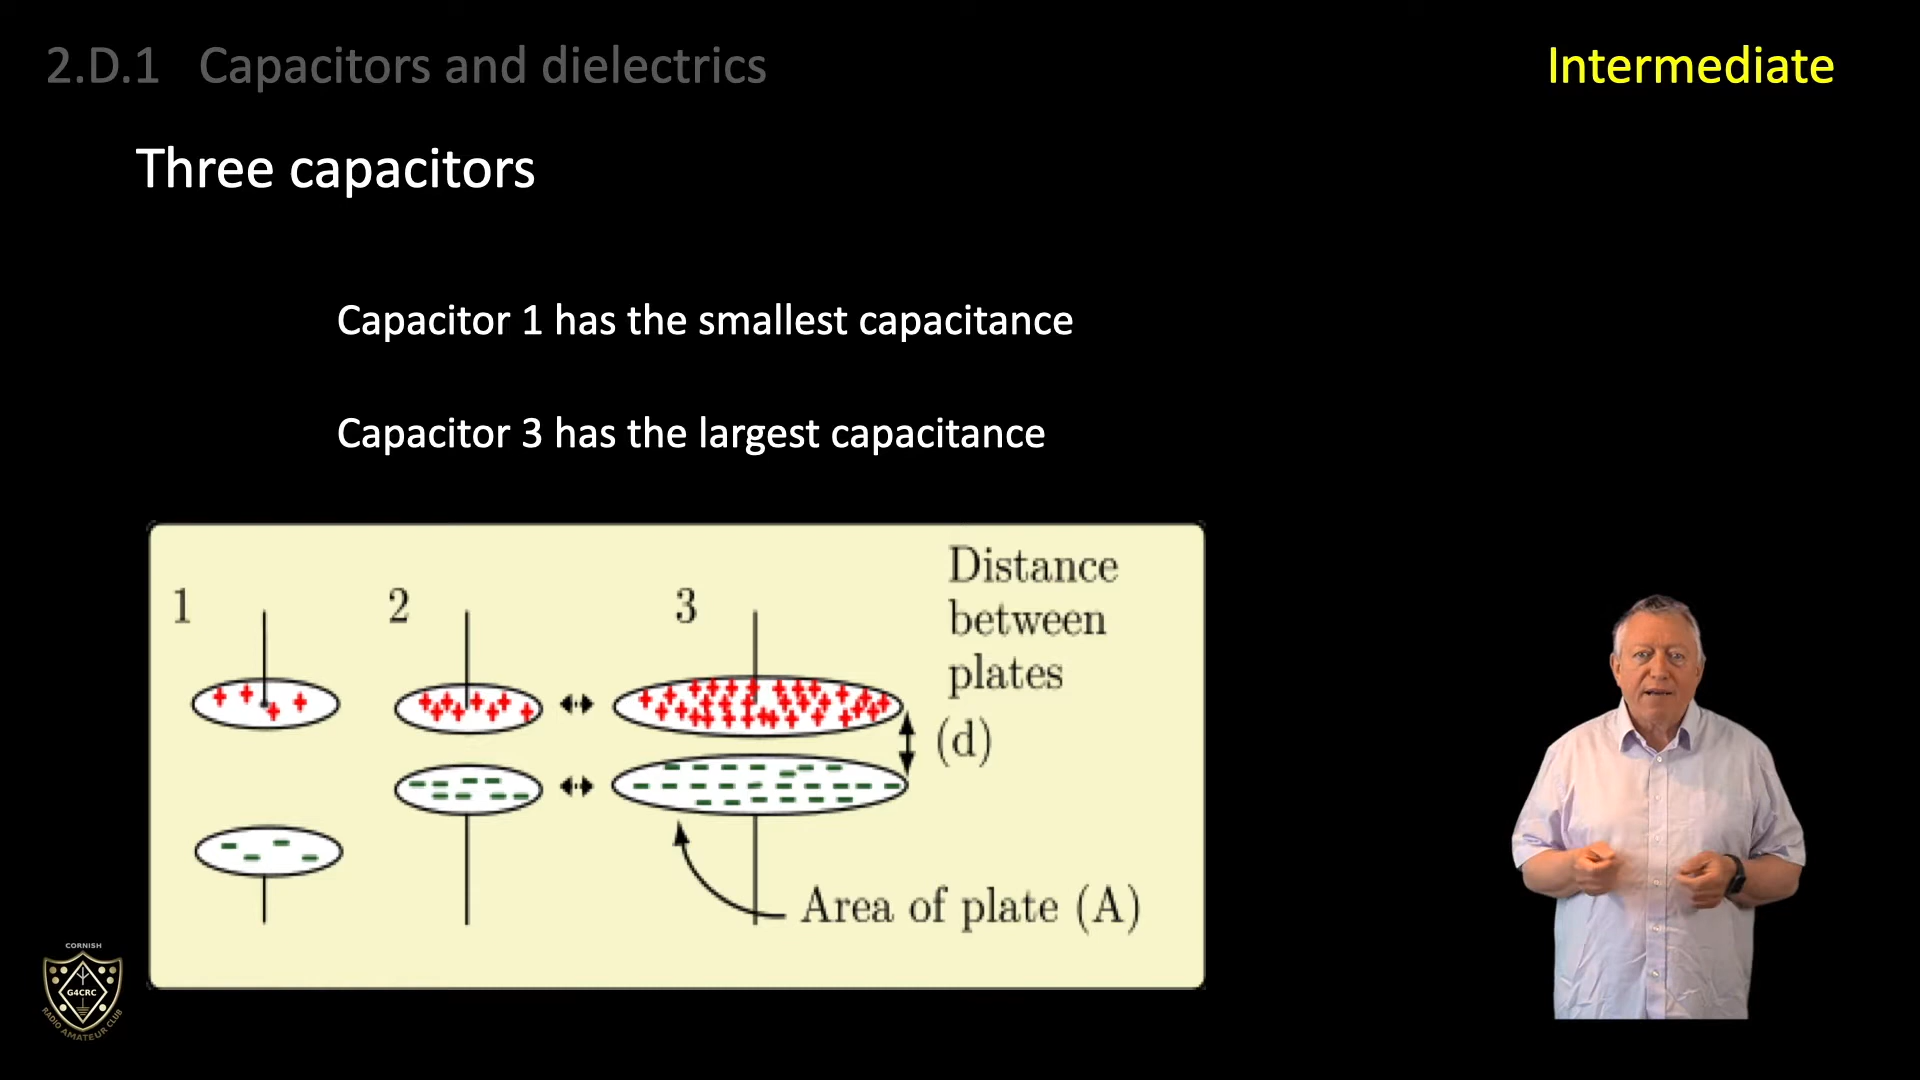 2.D.1 Capacitors and dielectrics
Intermediate
Three capacitors
Capacitor 1 has the smallest capacitance
Capacitor 3 has the largest capacitance
1
2
3
Distance
between
plates
(d)
Area of plate (A)
CORNISH
G4CRC
RADIO AMATEUR CLUB